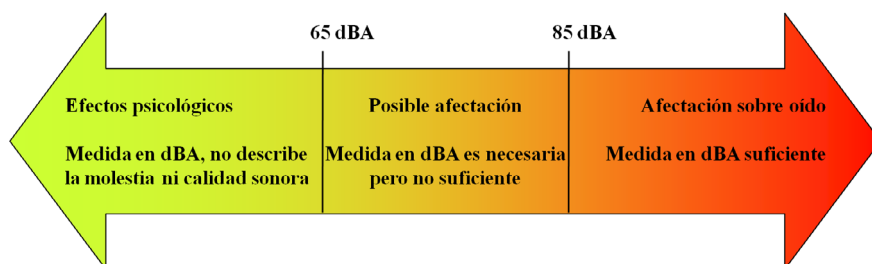 65 dBA
85 dBA
Efectos psicológicos
Medida en dBA, no describe
la molestia ni calidad sonora
Posible afectación
Medida en dBA es necesaria
pero no suficiente
Afectación sobre oído
Medida en dBA suficiente